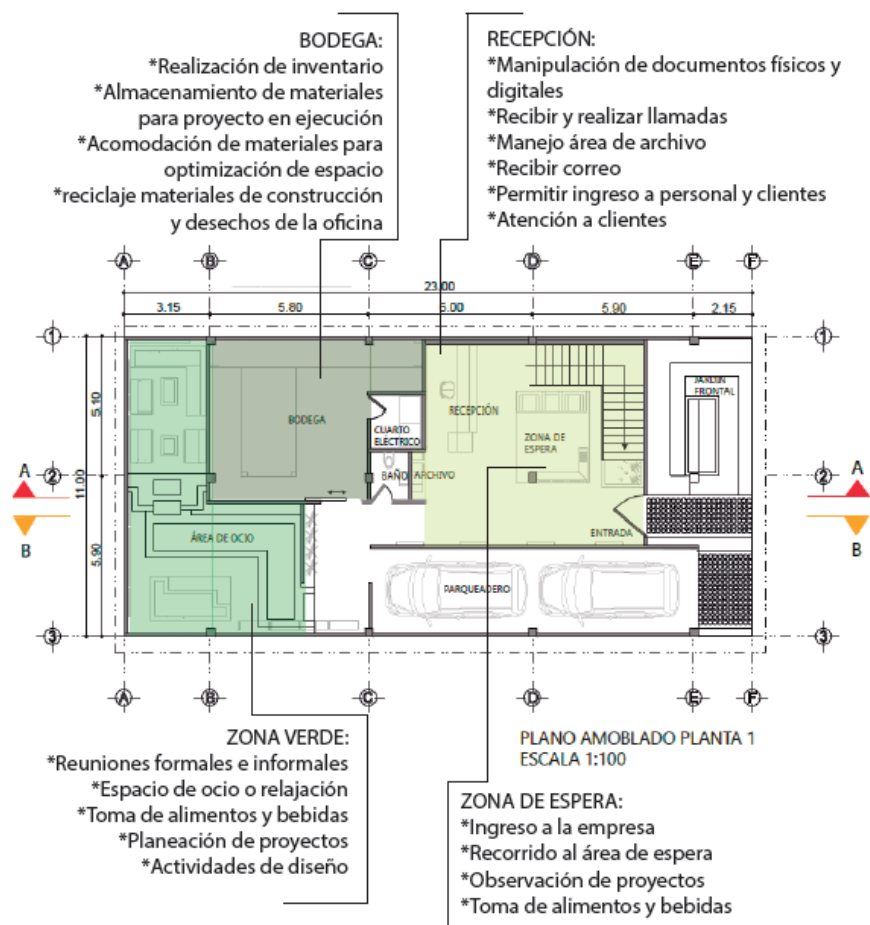 BODEGA:
*Realización de inventario
*Almacenamiento de materiales
para proyecto en ejecución
*Acomodación de materiales para
optimización de espacio
*reciclaje materiales de construcción
y desechos de la oficina
RECEPCIÓN:
*Manipulación de documentos físicos y
digitales
*Recibir y realizar llamadas
*Manejo área de archivo
*Recibir correo
*Permitir ingreso a personal y clientes
*Atención a clientes
A B C D E F
23.00
3.15 5.80 6.00 5.90 2.15
1 1
5.10
11.00
5.90
2 2
3 3
A A
B B
BODEGA
CUARTO
ELÉCTRICO
BAÑO
ARCHIVO
RECEPCIÓN
ZONA DE
ESPERA
JARDIN
FRONTAL
ENTRADA
ÁREA DE OCIO
PARQUEADERO
A B C D E F
PLANO AMOBLADO PLANTA 1
ESCALA 1:100
ZONA VERDE:
*Reuniones formales e informales
*Espacio de ocio o relajación
*Toma de alimentos y bebidas
*Planeación de proyectos
*Actividades de diseño
ZONA DE ESPERA:
*Ingreso a la empresa
*Recorrido al área de espera
*Observación de proyectos
*Toma de alimentos y bebidas